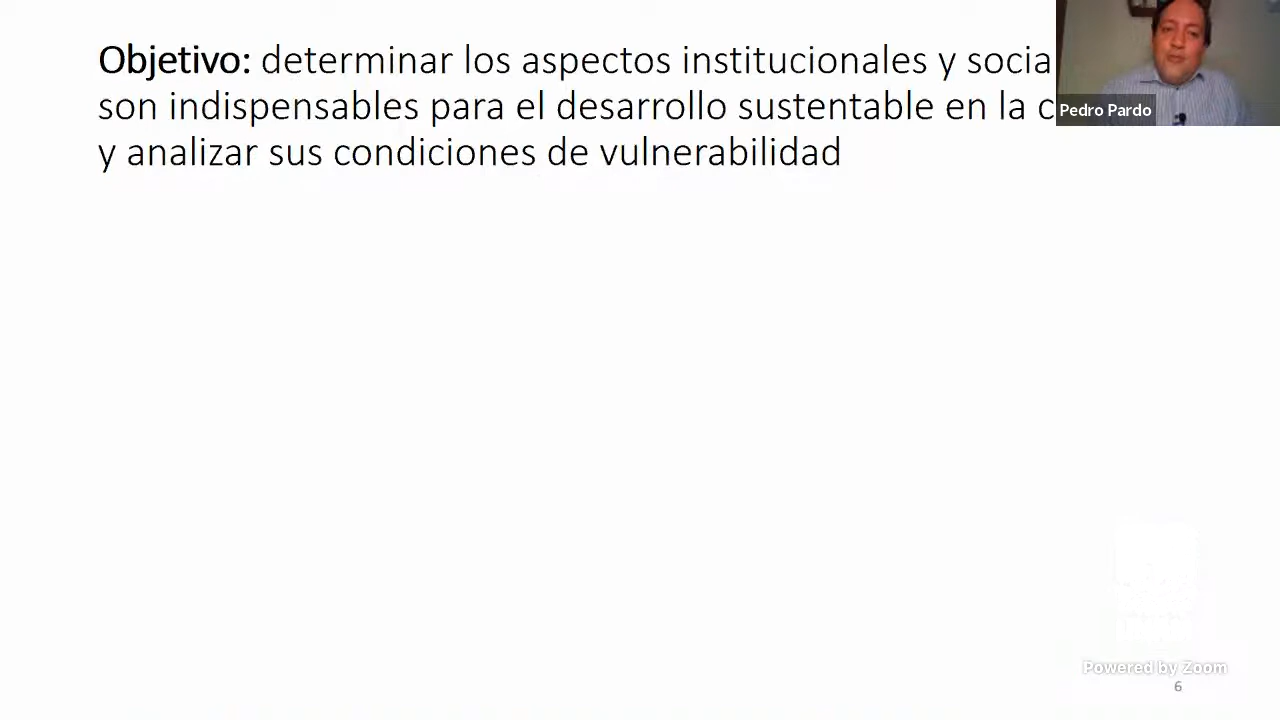 Objetivo: determinar los aspectos institucionales y socia
son indispensables para el desarrollo sustentable en la c
y analizar sus condiciones de vulnerabilidad
Pedro Pardo
Powered by Zoom
6